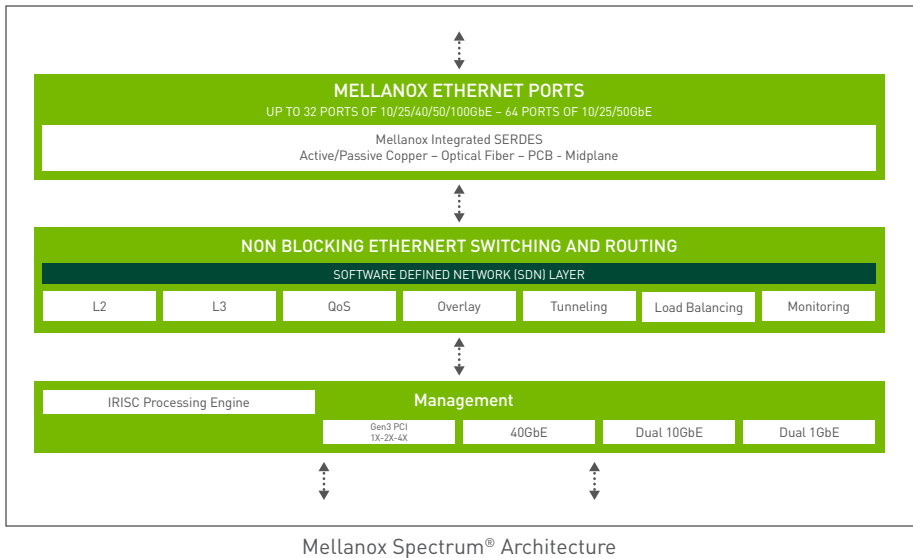 MELLANOX ETHERNET PORTS
UP TO 32 PORTS OF 10/25/40/50/100GbE – 64 PORTS OF 10/25/50GbE
Mellanox Integrated SERDES
Active/Passive Copper – Optical Fiber – PCB - Midplane
NON BLOCKING ETHERNERT SWITCHING AND ROUTING
SOFTWARE DEFINED NETWORK (SDN) LAYER
L2 L3 QoS Overlay Tunneling Load Balancing Monitoring
IRISC Processing Engine Management
Gen3 PCI
1X-2X-4X
40GbE Dual 10GbE Dual 1GbE
Mellanox Spectrum® Architecture